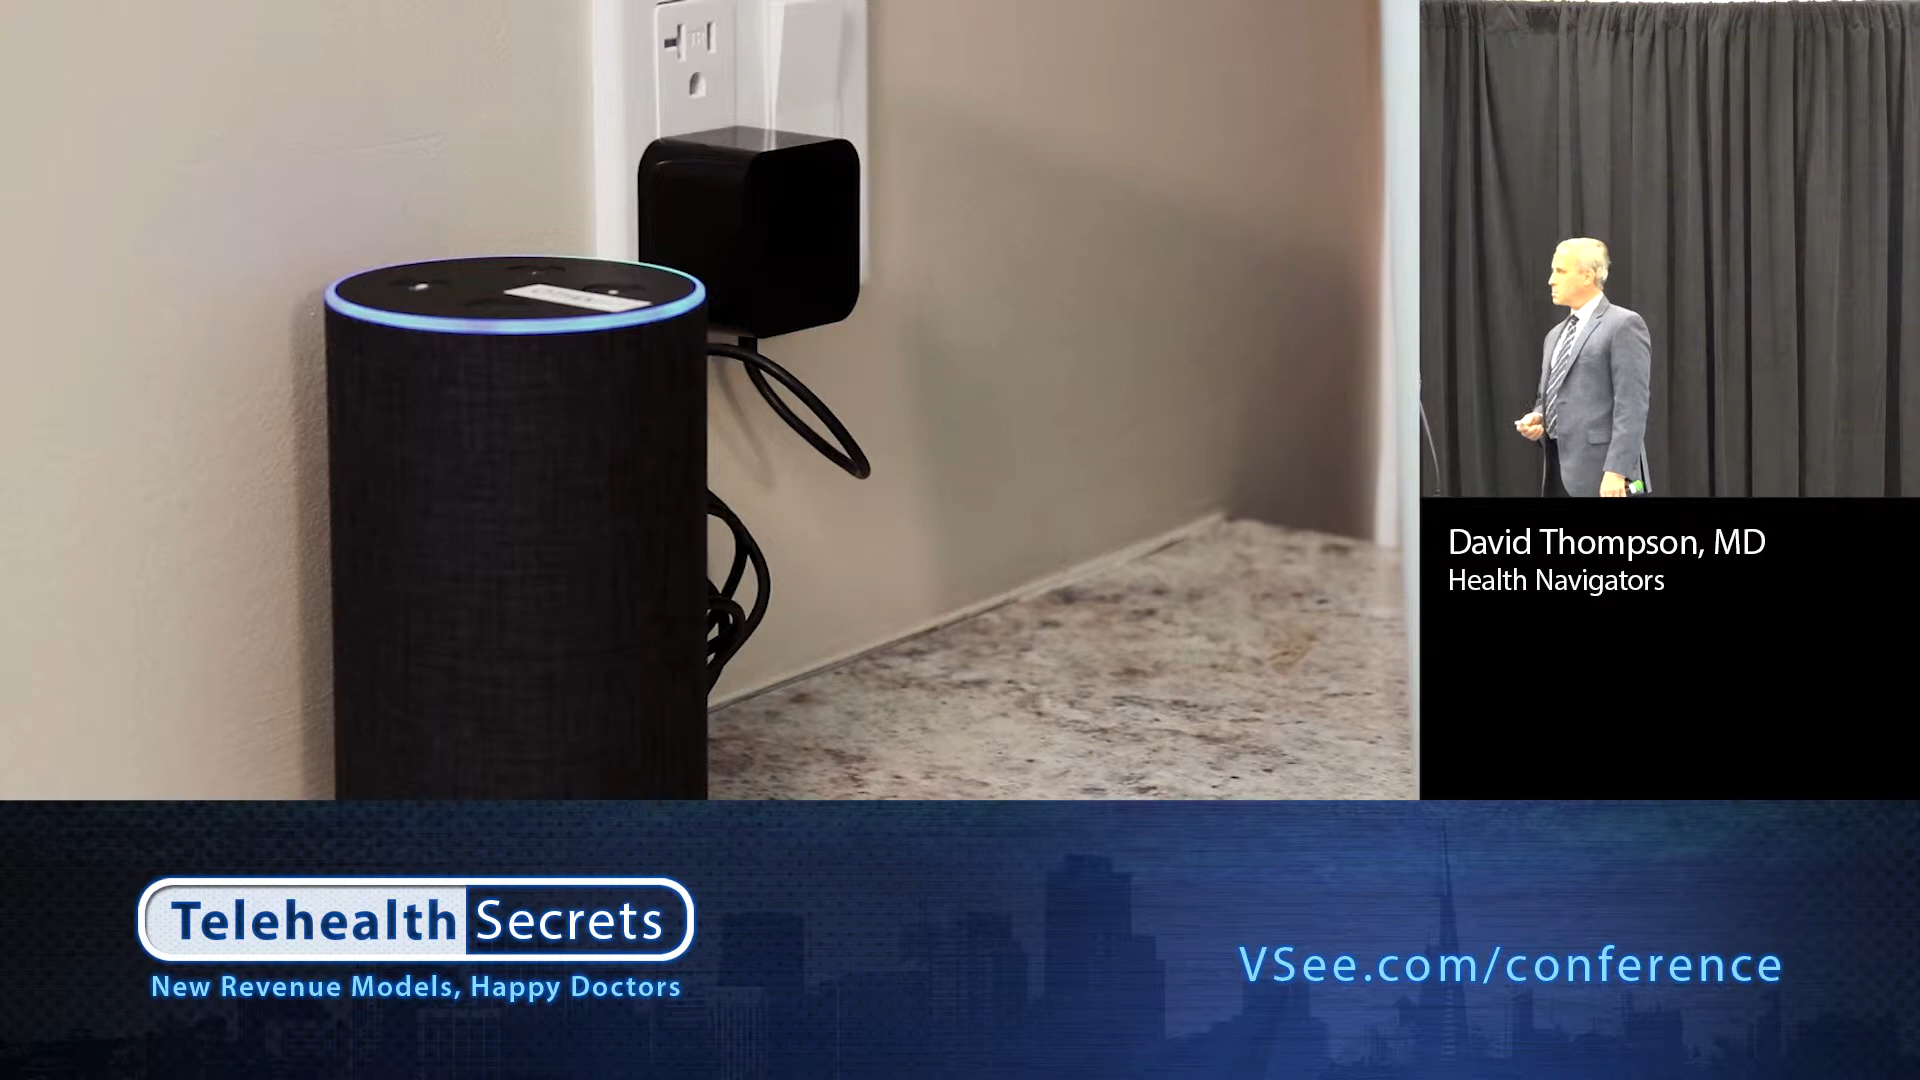 David Thompson, MD
Health Navigators
Telehealth Secrets
New Revenue Models, Happy Doctors
VSee.com/conference